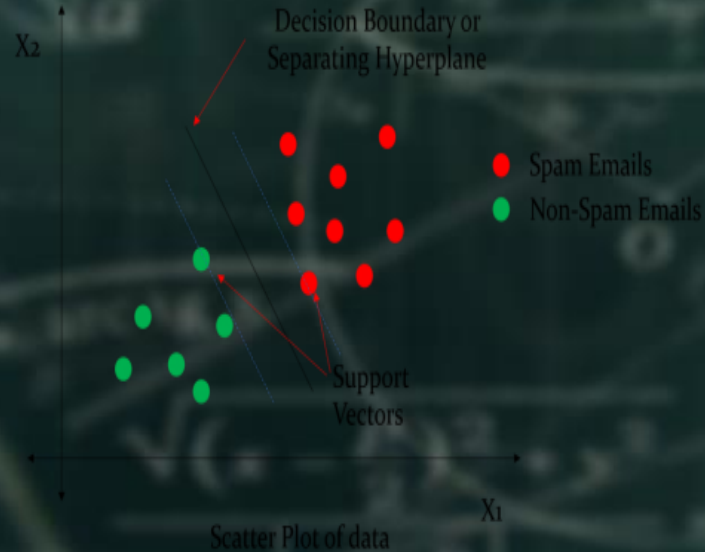 Decision Boundary or
Separating Hyperplane
X2
Spam Emails
Non-Spam Emails
Support
Vectors
X1
Scatter Plot of data